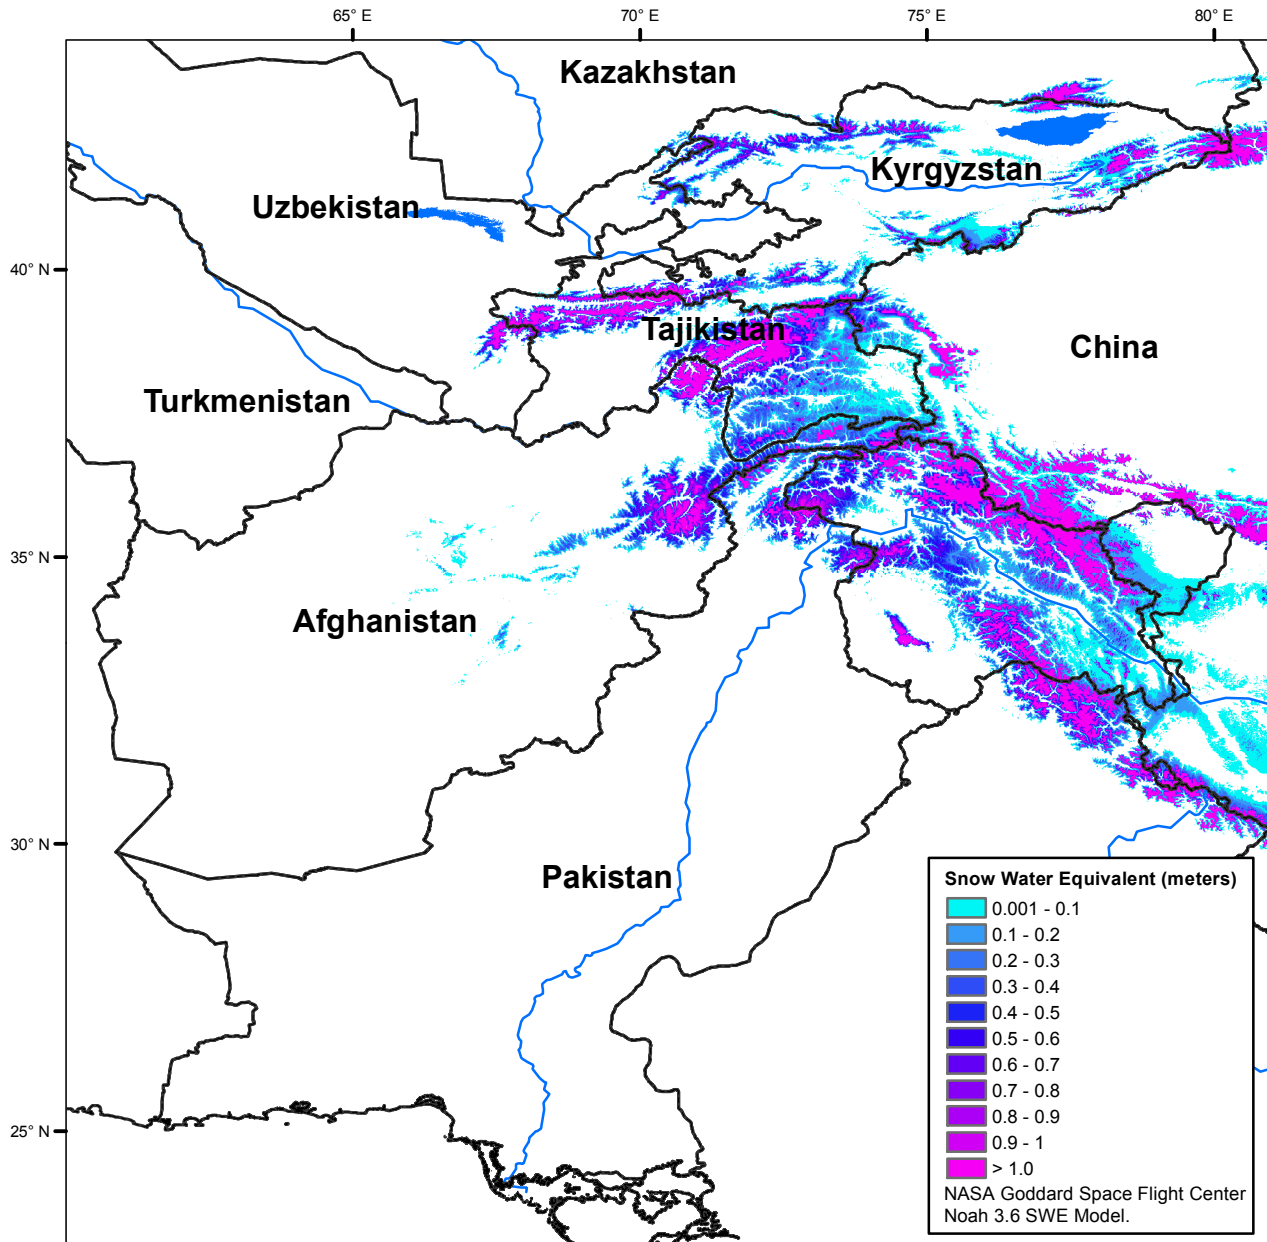 65° E
70° E
75° E
80° E
Kazakhstan
Kyrgyzstan
Uzbekistan
40° N
Tajikistan
China
Turkmenistan
35° N
Afghanistan
30° N
Pakistan
25° N
Snow Water Equivalent (meters)
0.001 - 0.1
0.1 - 0.2
0.2 - 0.3
0.3 - 0.4
0.4 - 0.5
0.5 - 0.6
0.6 - 0.7
0.7 - 0.8
0.8 - 0.9
0.9 - 1
> 1.0
NASA Goddard Space Flight Center
Noah 3.6 SWE Model.